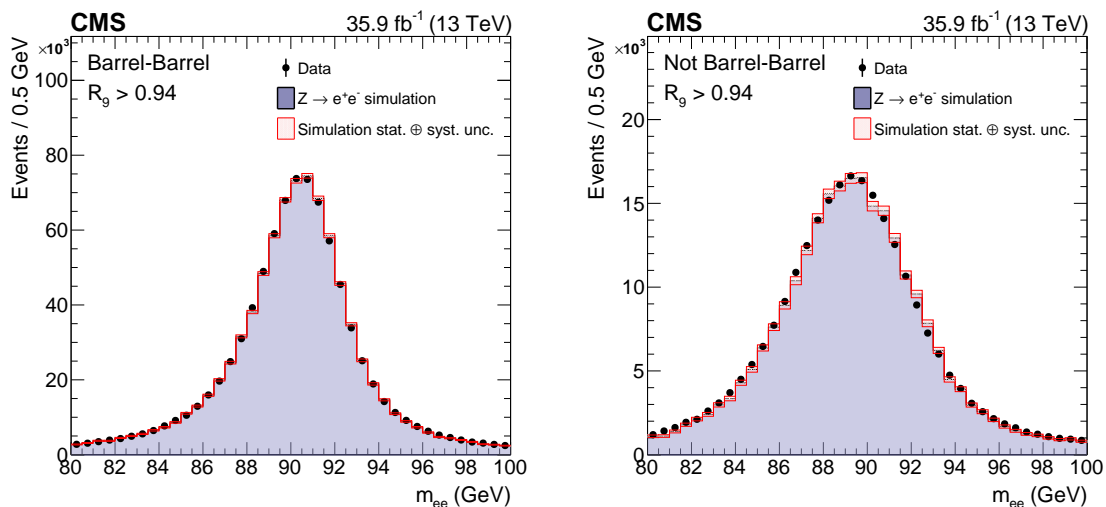 CMS 35.9 fb⁻¹ (13 TeV)
×10³
Events / 0.5 GeV
Barrel-Barrel
R₉ > 0.94
Data
Z → e⁺e⁻ simulation
Simulation stat. ⊕ syst. unc.
100
80
60
40
20
0
80 82 84 86 88 90 92 94 96 98 100
mₑₑ (GeV)
CMS 35.9 fb⁻¹ (13 TeV)
×10³
Events / 0.5 GeV
Not Barrel-Barrel
R₉ > 0.94
Data
Z → e⁺e⁻ simulation
Simulation stat. ⊕ syst. unc.
25
20
15
10
5
0
80 82 84 86 88 90 92 94 96 98 100
mₑₑ (GeV)